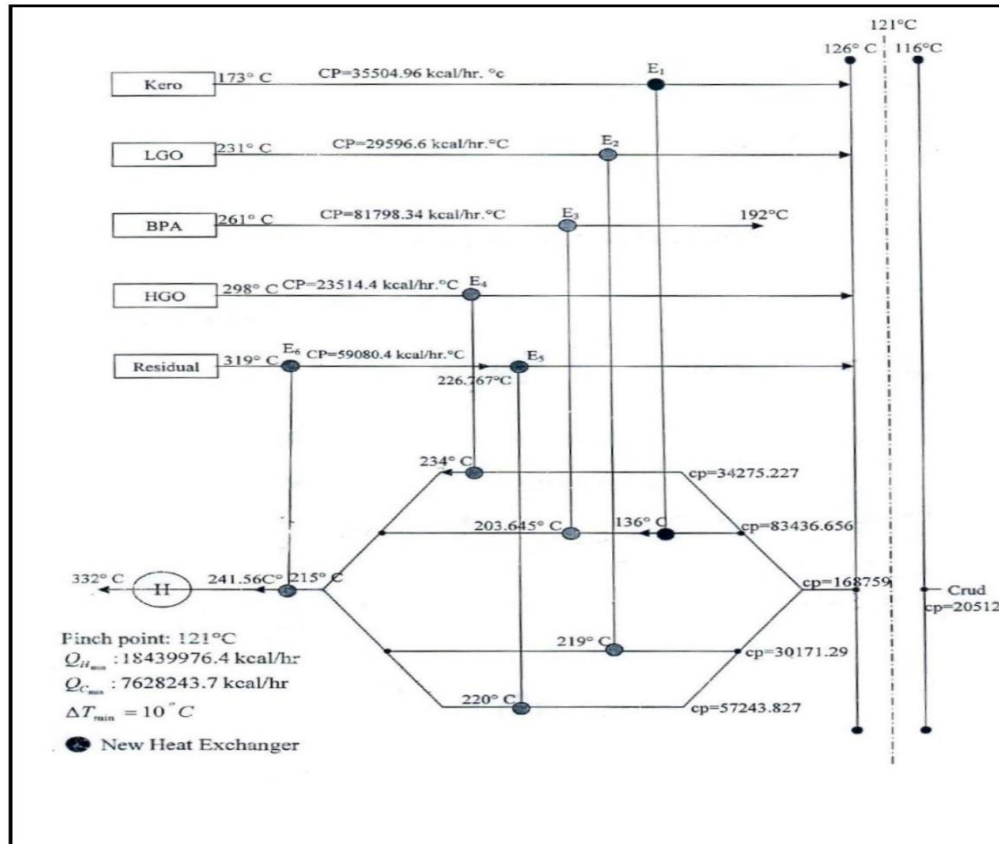 121°C
126° C 116°C
Kero 173° C CP=35504.96 kcal/hr. °c E1
LGO 231° C CP=29596.6 kcal/hr.°C E2
BPA 261° C CP=81798.34 kcal/hr.°C E3 192°C
HGO 298° C CP=23514.4 kcal/hr.°C E4
Residual 319° C E6 CP=59080.4 kcal/hr.°C E5
226.767°C
234° C cp=34275.227
203.645° C 136° C cp=83436.656
332° C H 241.56C° 215° C cp=168759 Crud
cp=20512
219° C cp=30171.29
220° C cp=57243.827
Pinch point: 121°C
QHmin : 18439976.4 kcal/hr
QCmin : 7628243.7 kcal/hr
ΔTmin = 10°C
New Heat Exchanger